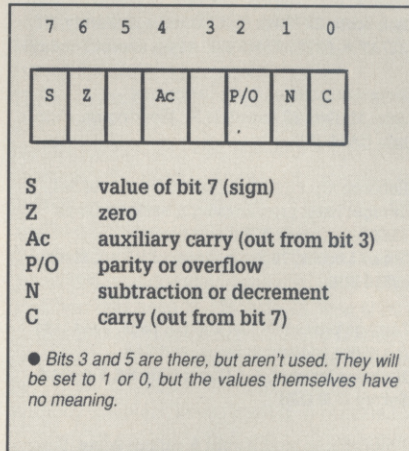 7 6 5 4 3 2 1 0
S Z Ac P/O N C
S value of bit 7 (sign)
Z zero
Ac auxiliary carry (out from bit 3)
P/O parity or overflow
N subtraction or decrement
C carry (out from bit 7)
● Bits 3 and 5 are there, but aren't used. They will
be set to 1 or 0, but the values themselves have
no meaning.